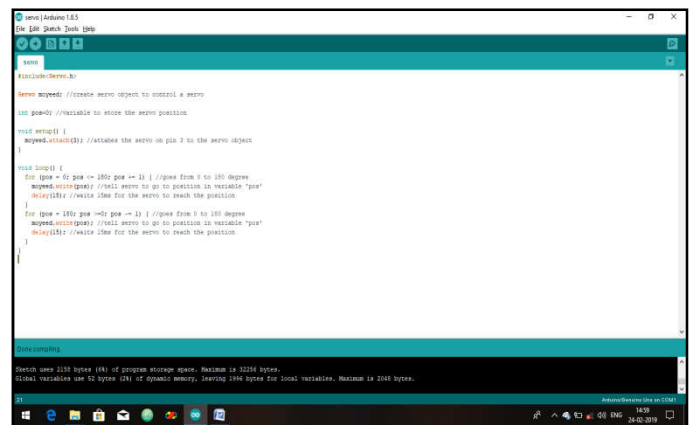 servo | Arduino 1.8.5
File Edit Sketch Tools Help
servo
#include<Servo.h>
Servo moyeed; //create servo object to control a servo
int pos=0; //variable to store the servo position
void setup() {
moyeed.attach(3); //attahes the servo on pin 3 to the servo object
}
void loop() {
for (pos = 0; pos <= 180; pos += 1) { //goes from 0 to 180 degree
moyeed.write(pos); //tell servo to go to position in variable 'pos'
delay(15); //waits 15ms for the servo to reach the position
}
for (pos = 180; pos >=0; pos -= 1) { //goes from 0 to 180 degree
moyeed.write(pos); //tell servo to go to position in variable 'pos'
delay(15); //waits 15ms for the servo to reach the position
}
}
Done compiling.
Sketch uses 2150 bytes (6%) of program storage space. Maximum is 32256 bytes.
Global variables use 52 bytes (2%) of dynamic memory, leaving 1996 bytes for local variables. Maximum is 2048 bytes.
21
Arduino/Genuino Uno on COM1
ENG
14:59
24-02-2019